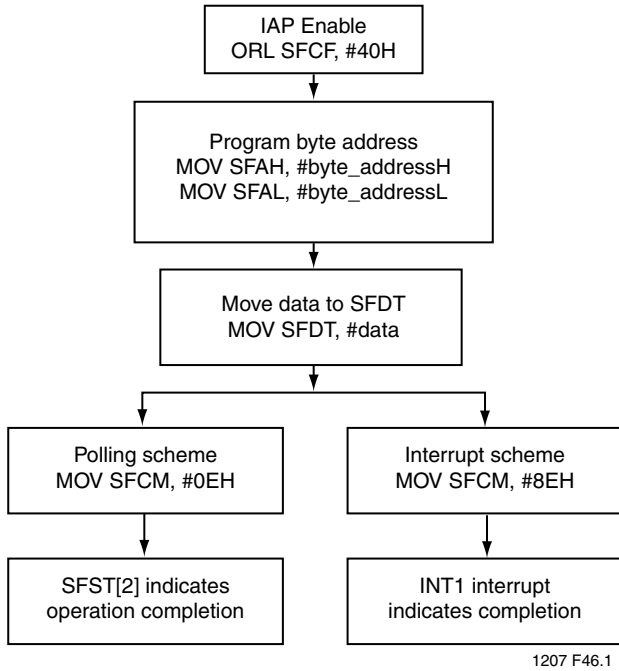 IAP Enable
ORL SFCF, #40H
Program byte address
MOV SFAH, #byte_addressH
MOV SFAL, #byte_addressL
Move data to SFDT
MOV SFDT, #data
Polling scheme
MOV SFCM, #0EH
Interrupt scheme
MOV SFCM, #8EH
SFST[2] indicates
operation completion
INT1 interrupt
indicates completion
1207 F46.1